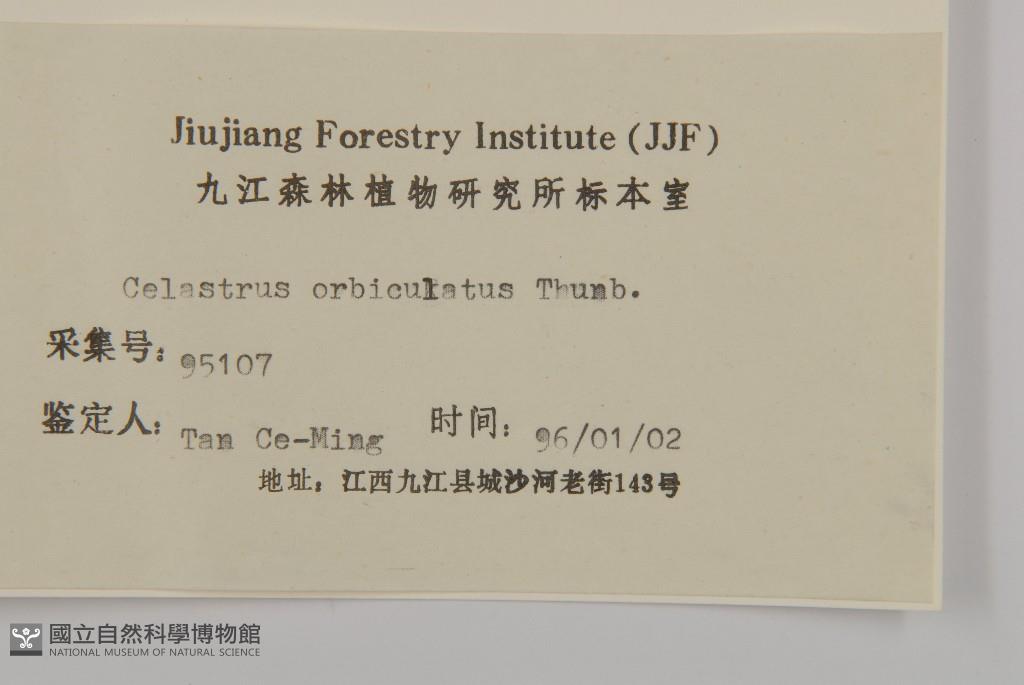 Jiujiang Forestry Institute (JJF)
九江森林植物研究所标本室
Celastrus orbiculatus Thunb.
采集号: 95107
鉴定人: Tan Ce-Ming 时间: 96/01/02
地址: 江西九江县城沙河老街143号
國立自然科學博物館
NATIONAL MUSEUM OF NATURAL SCIENCE